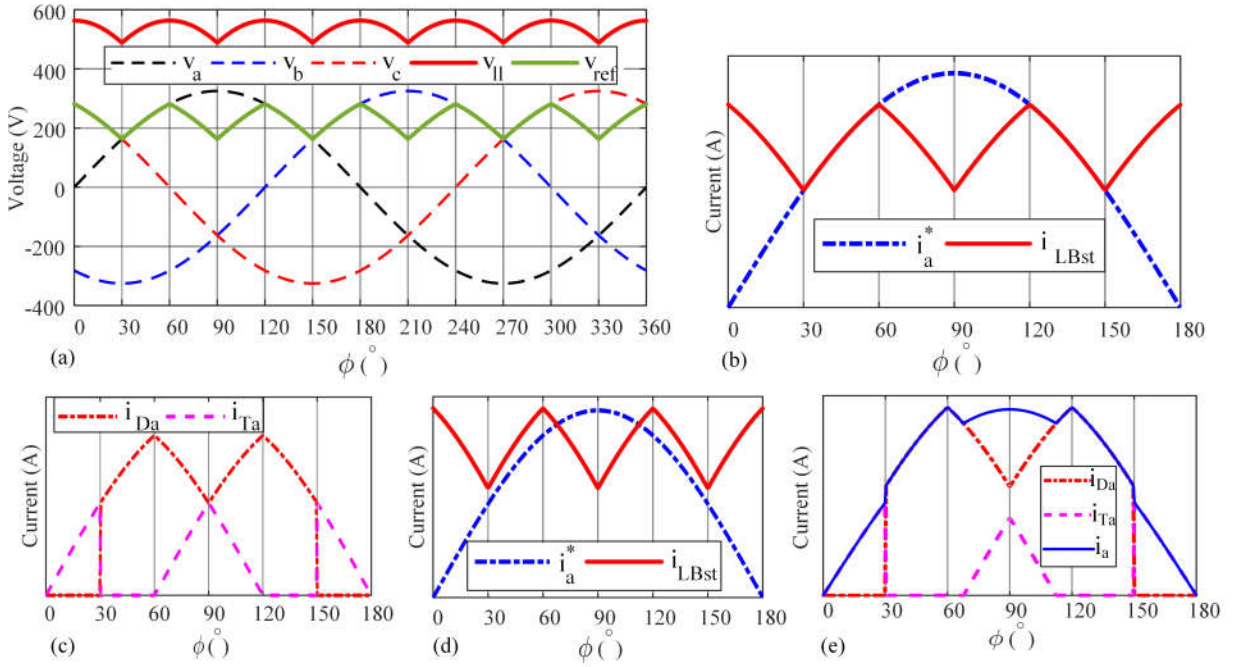 600
400
200
0
-200
-400
Voltage (V)
v_a v_b v_c v_ll v_ref
0 30 60 90 120 150 180 210 240 270 300 330 360
(a)
ϕ(°)
Current (A)
i_a^* i_LBst
0 30 60 90 120 150 180
(b)
ϕ(°)
i_Da i_Ta
Current (A)
0 30 60 90 120 150 180
(c)
ϕ(°)
Current (A)
i_a^* i_LBst
0 30 60 90 120 150 180
(d)
ϕ(°)
Current (A)
i_Da
i_Ta
i_a
0 30 60 90 120 150 180
(e)
ϕ(°)